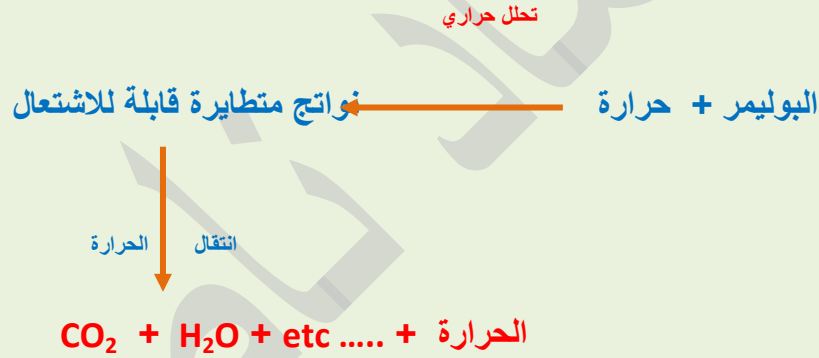 تحلل حراري
البوليمر + حرارة نواتج متطايرة قابلة للاشتعال
انتقال الحرارة
CO₂ + H₂O + etc ..... + الحرارة